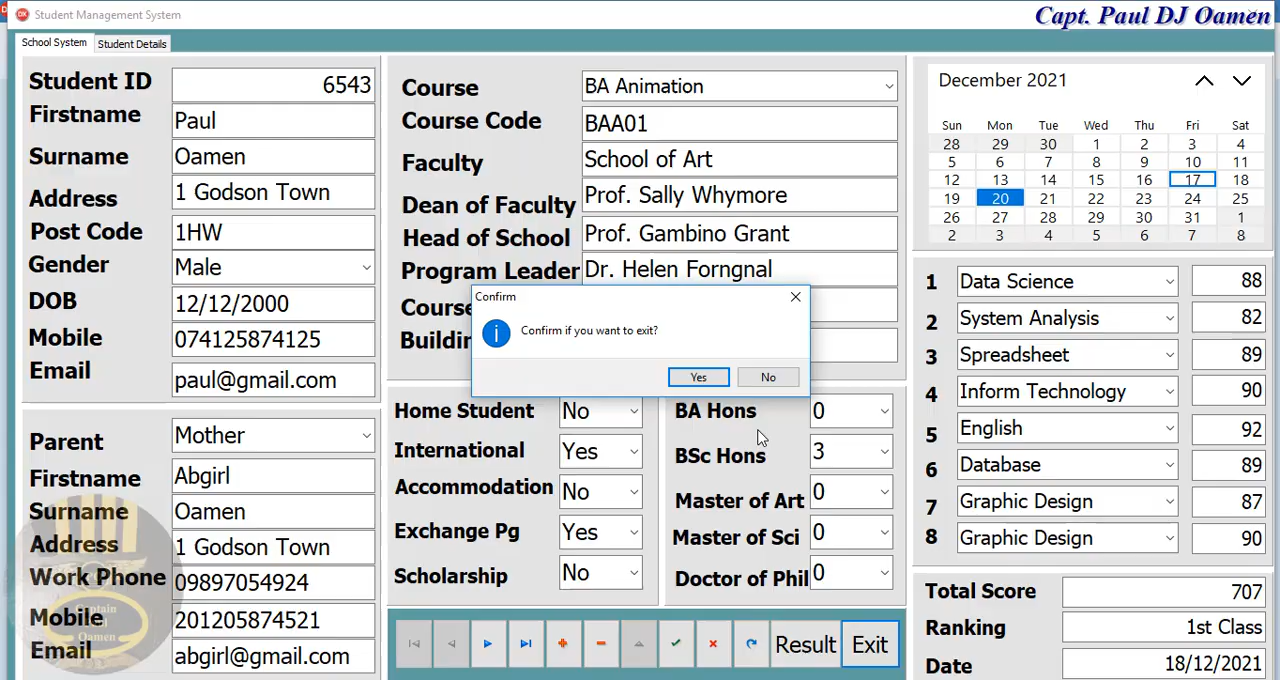 Student Management System
Capt. Paul DJ Oamen
School System
Student Details
Student ID 6543
Firstname Paul
Surname Oamen
Address 1 Godson Town
Post Code 1HW
Gender Male
DOB 12/12/2000
Mobile 074125874125
Email paul@gmail.com
Parent Mother
Firstname Abgirl
Surname Oamen
Address 1 Godson Town
Work Phone 09897054924
Mobile 201205874521
Email abgirl@gmail.com
Captain
Oamen
Course BA Animation
Course Code BAA01
Faculty School of Art
Dean of Faculty Prof. Sally Whymore
Head of School Prof. Gambino Grant
Program Leader Dr. Helen Forngnal
Cours
Buildin
Confirm
Confirm if you want to exit?
Yes No
Home Student No
International Yes
Accommodation No
Exchange Pg Yes
Scholarship No
BA Hons 0
BSc Hons 3
Master of Art 0
Master of Sci 0
Doctor of Phil 0
Result Exit
December 2021
Sun Mon Tue Wed Thu Fri Sat
28 29 30 1 2 3 4
5 6 7 8 9 10 11
12 13 14 15 16 17 18
19 20 21 22 23 24 25
26 27 28 29 30 31 1
2 3 4 5 6 7 8
1 Data Science 88
2 System Analysis 82
3 Spreadsheet 89
4 Inform Technology 90
5 English 92
6 Database 89
7 Graphic Design 87
8 Graphic Design 90
Total Score 707
Ranking 1st Class
Date 18/12/2021